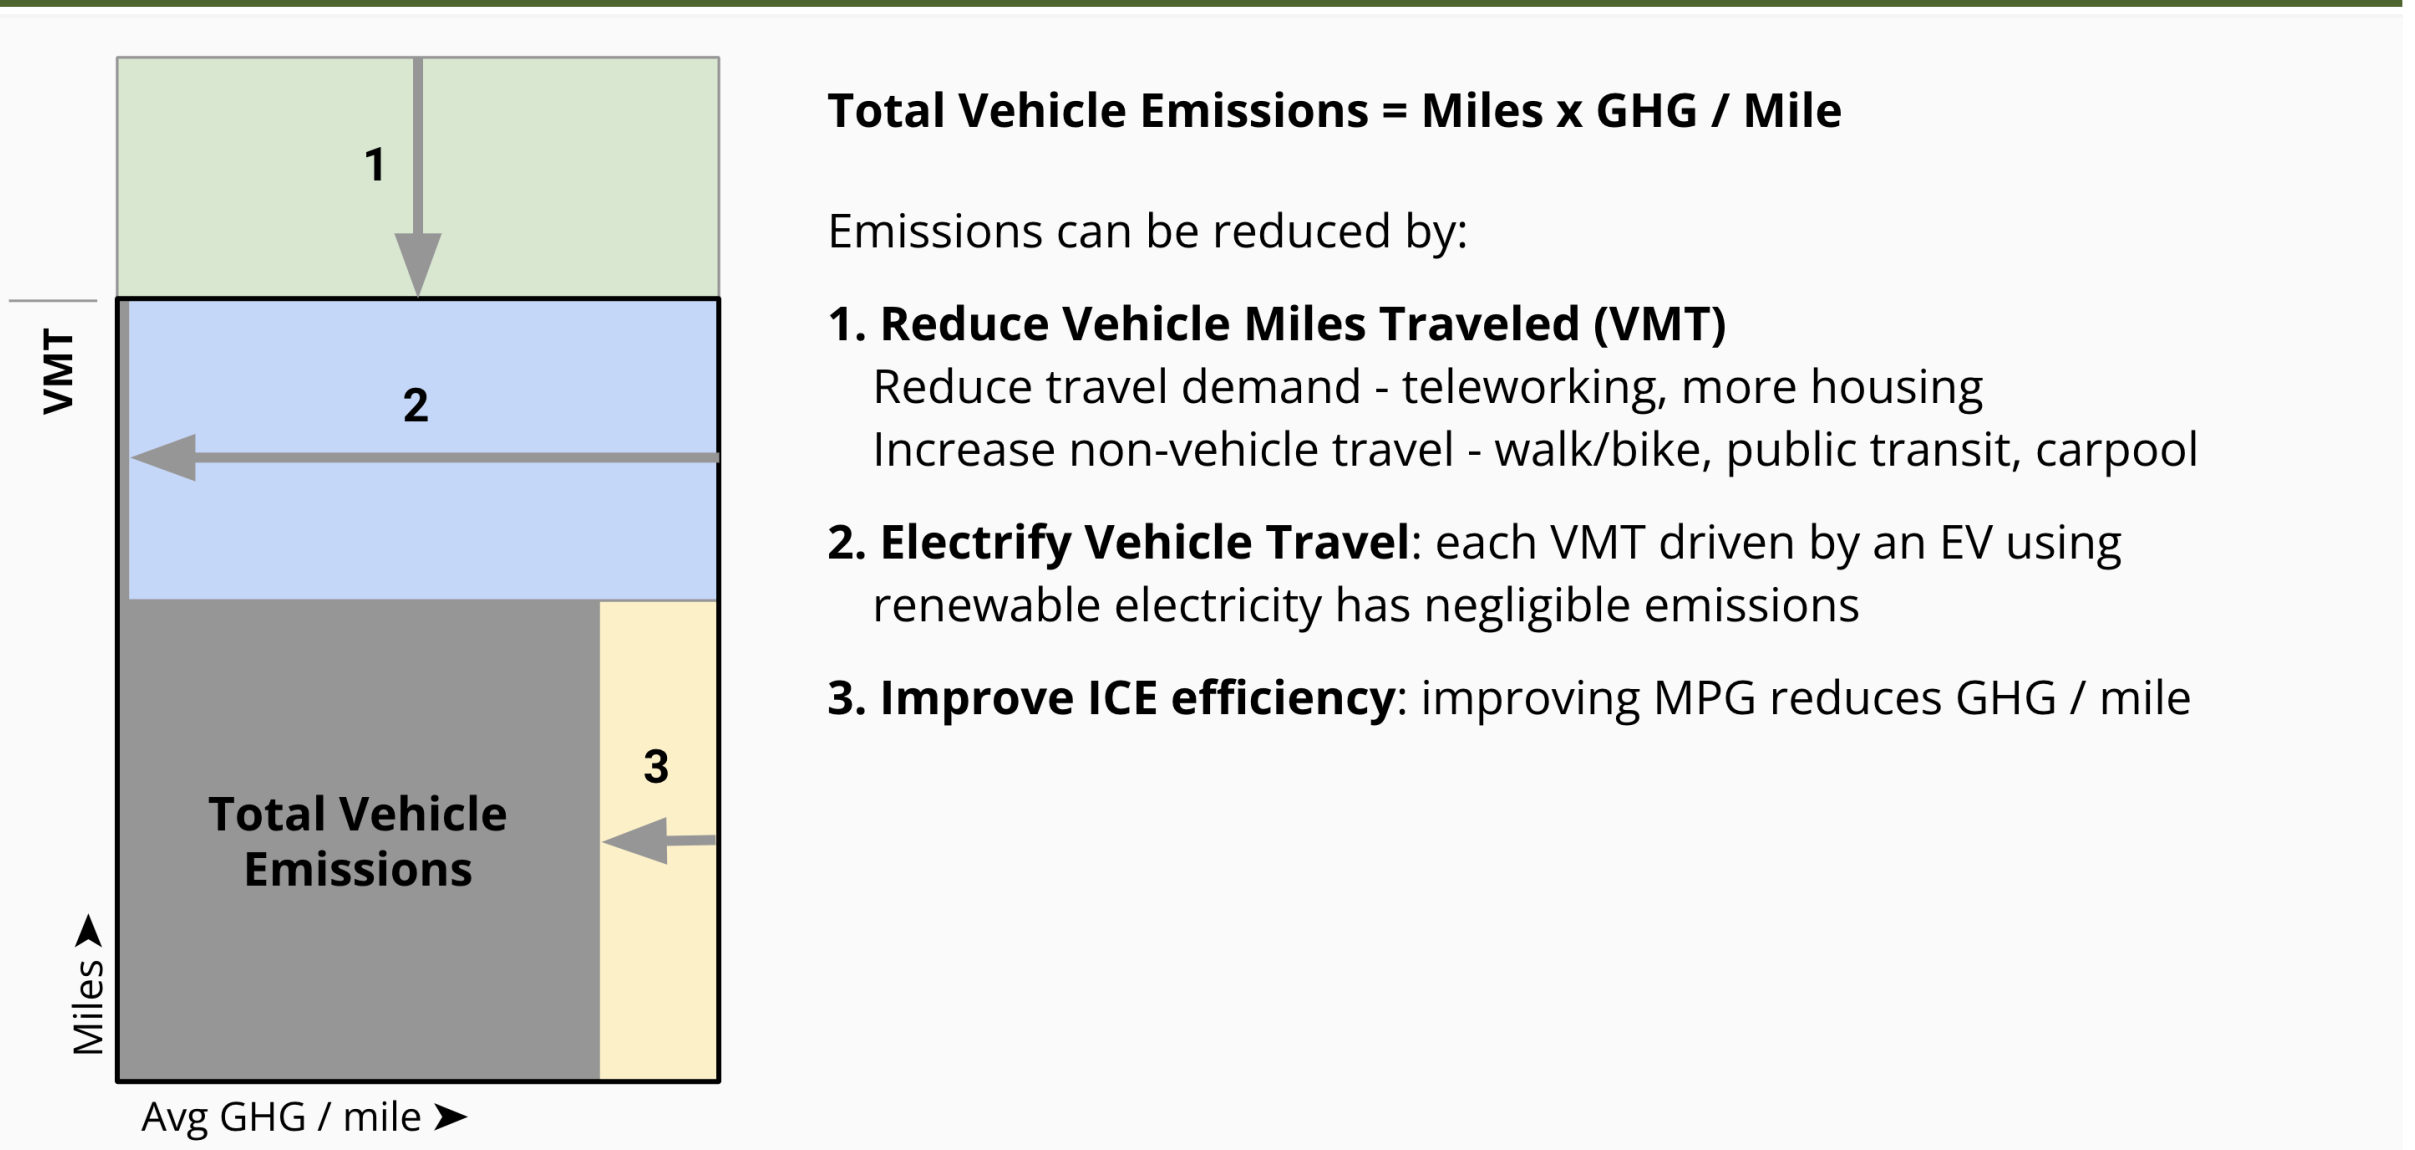 Total Vehicle Emissions = Miles x GHG / Mile
Emissions can be reduced by:
1. Reduce Vehicle Miles Traveled (VMT)
Reduce travel demand - teleworking, more housing
Increase non-vehicle travel - walk/bike, public transit, carpool
2. Electrify Vehicle Travel: each VMT driven by an EV using
renewable electricity has negligible emissions
3. Improve ICE efficiency: improving MPG reduces GHG / mile
1
VMT
2
3
Total Vehicle
Emissions
Miles ➤
Avg GHG / mile ➤